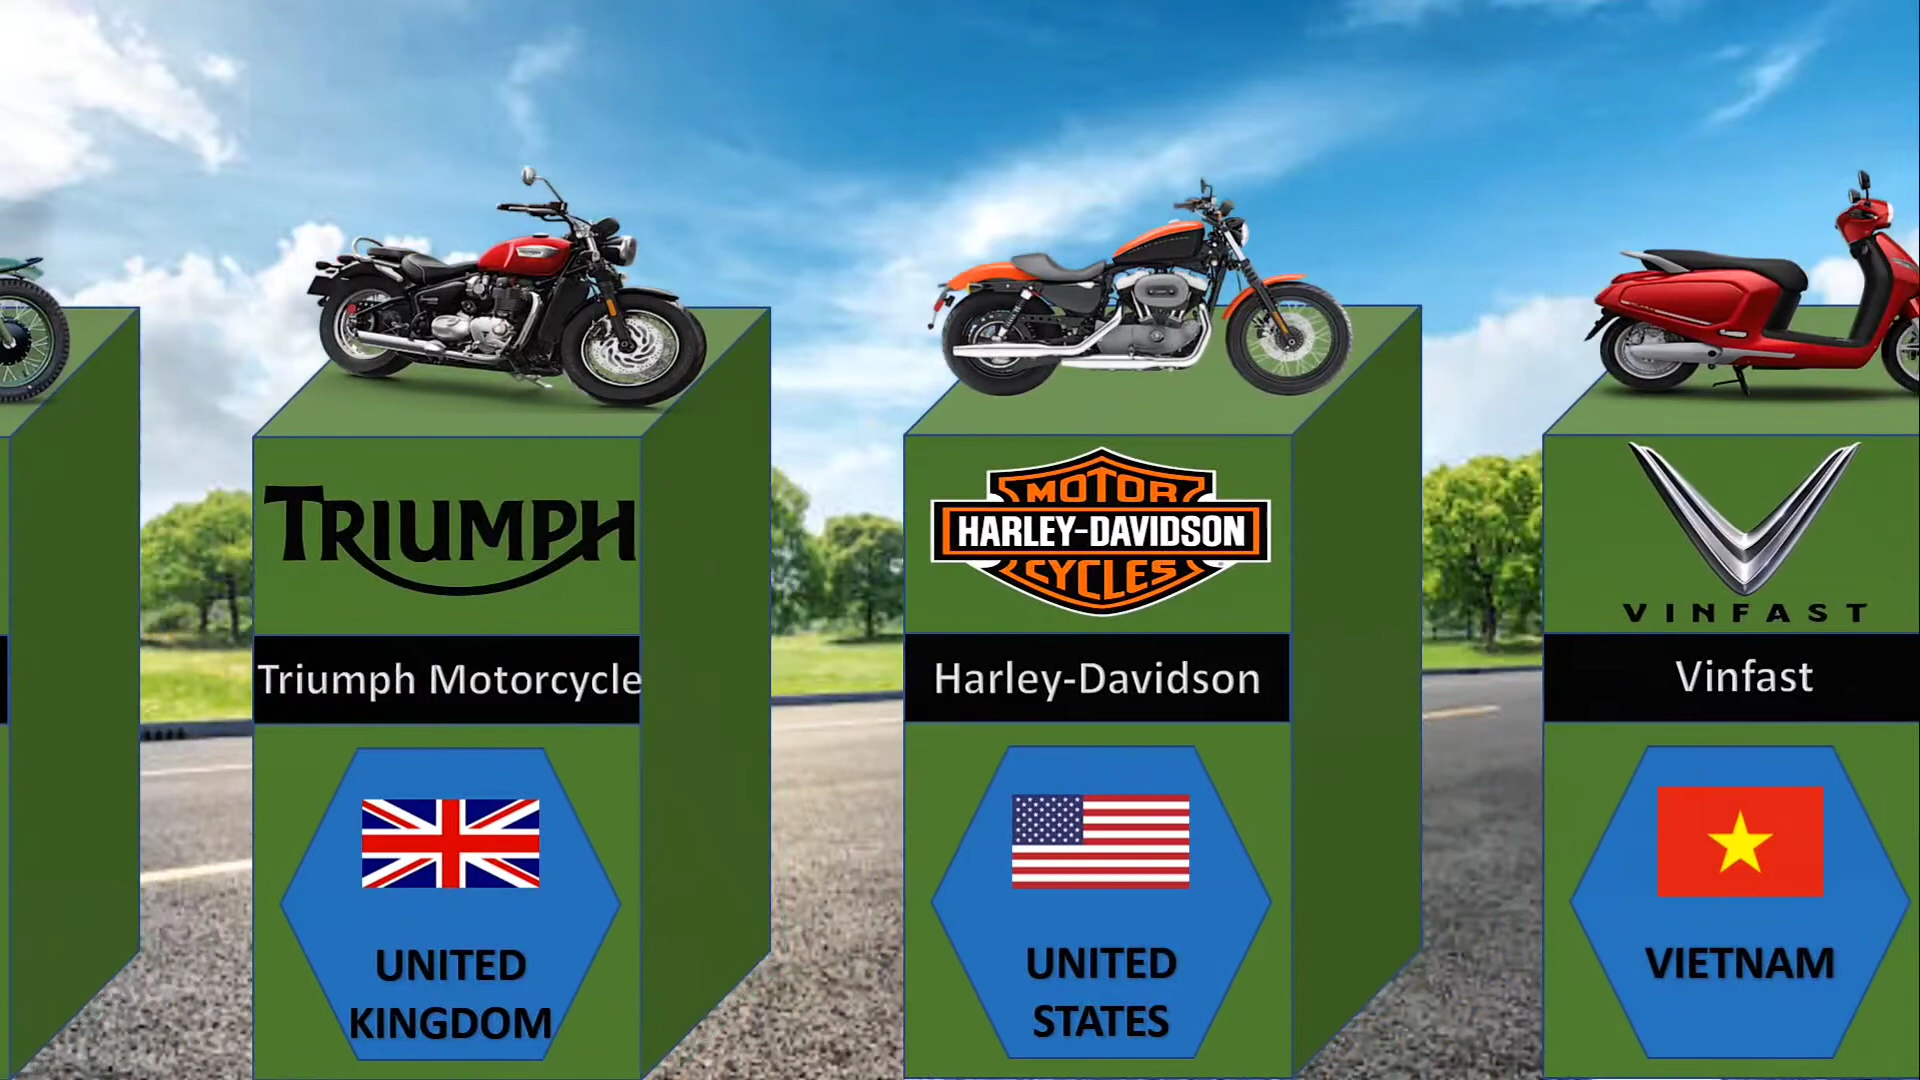 TRIUMPH
Triumph Motorcycle
UNITED
KINGDOM
MOTOR
HARLEY-DAVIDSON
CYCLES
Harley-Davidson
UNITED
STATES
VINFAST
Vinfast
VIETNAM